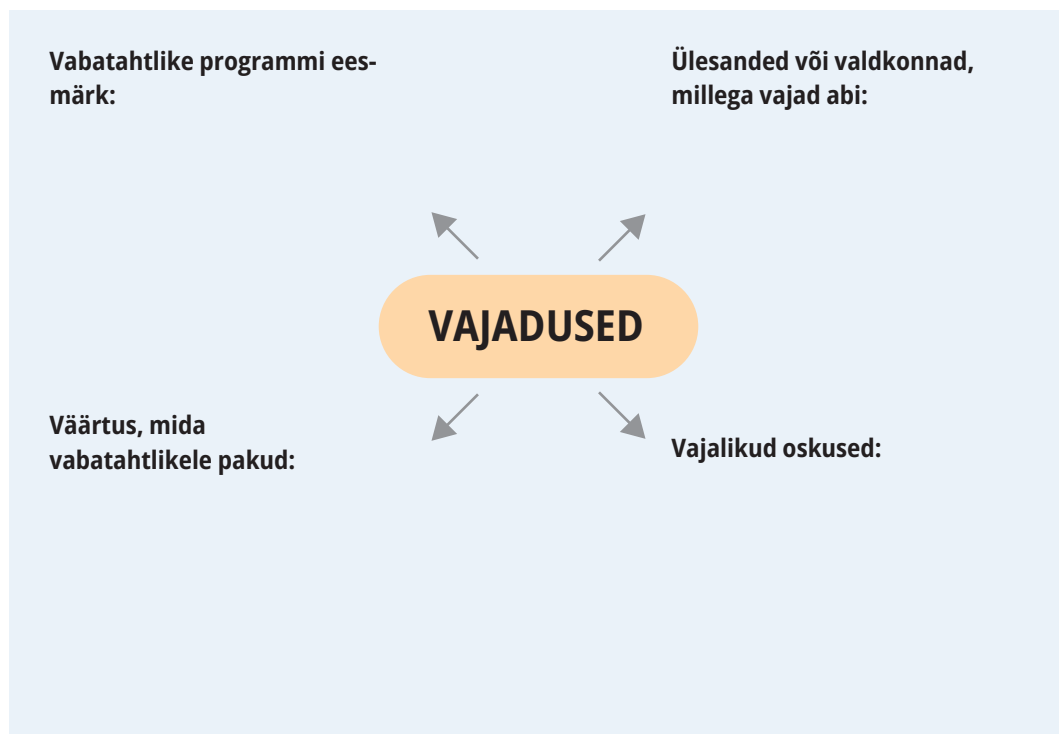 Vabatahtlike programmi ees-
märk:
Ülesanded või valdkonnad,
millega vajad abi:
VAJADUSED
Väärtus, mida
vabatahtlikele pakud:
Vajalikud oskused: